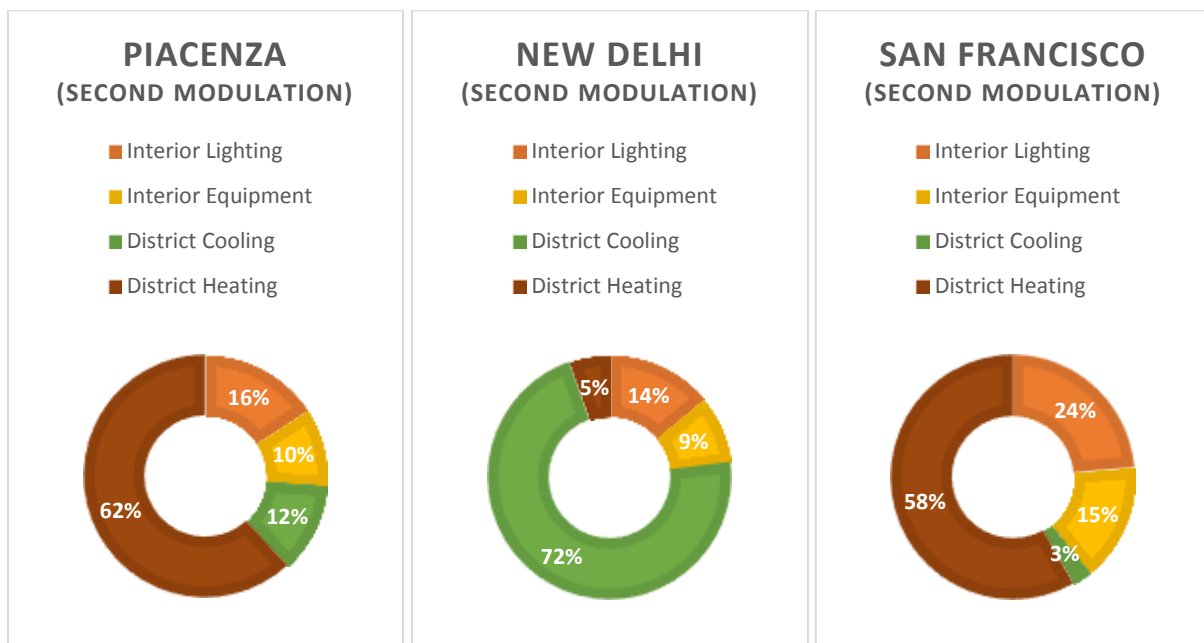 PIACENZA
(SECOND MODULATION)
Interior Lighting
Interior Equipment
District Cooling
District Heating
16%
10%
12%
62%
NEW DELHI
(SECOND MODULATION)
Interior Lighting
Interior Equipment
District Cooling
District Heating
5%
14%
9%
72%
SAN FRANCISCO
(SECOND MODULATION)
Interior Lighting
Interior Equipment
District Cooling
District Heating
24%
15%
3%
58%